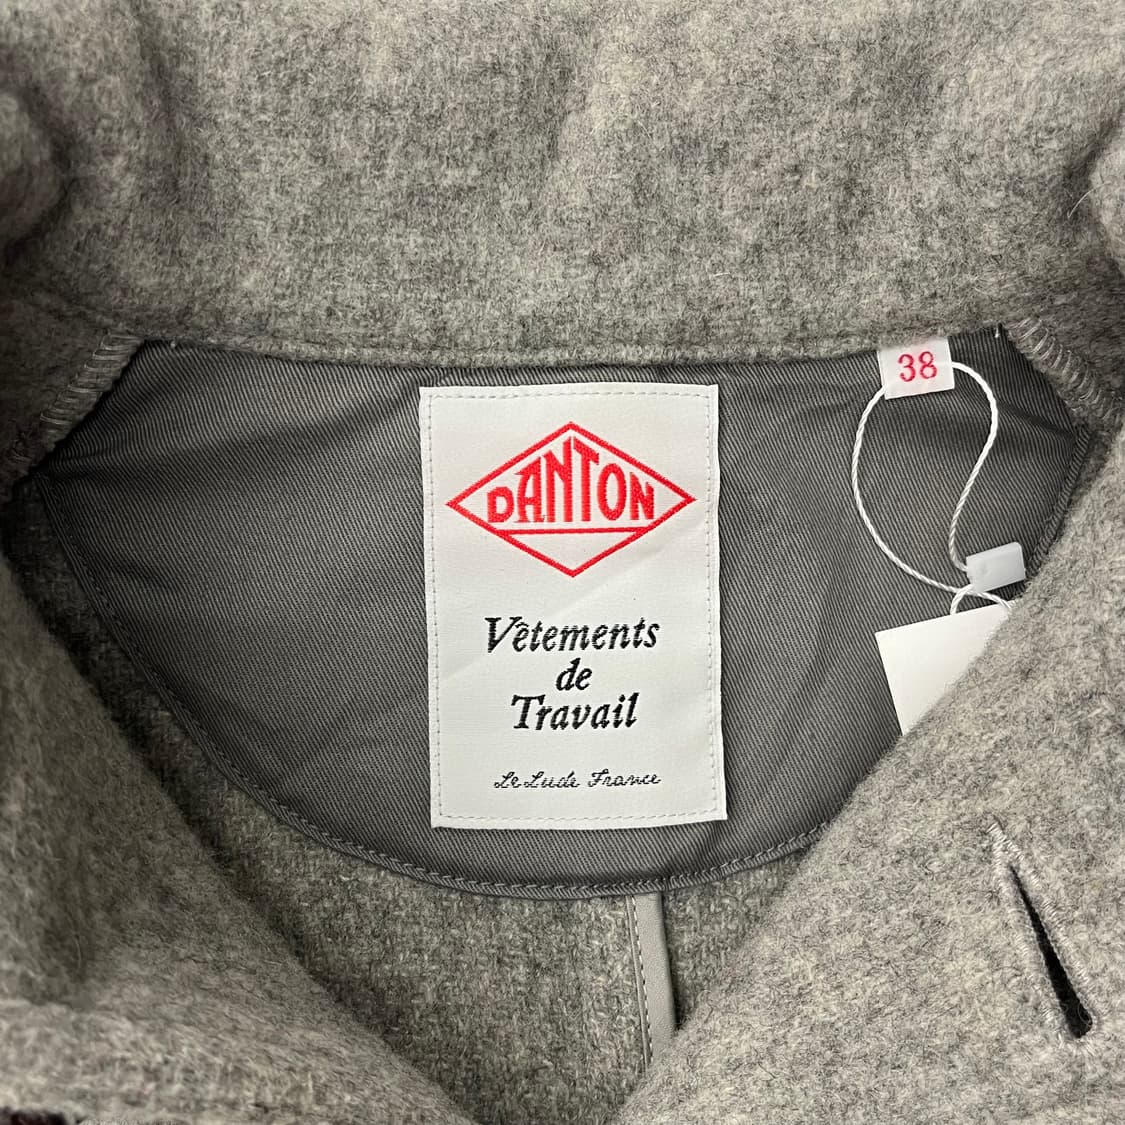 38
DANTON
Vêtements
de
Travail
Le Lude France